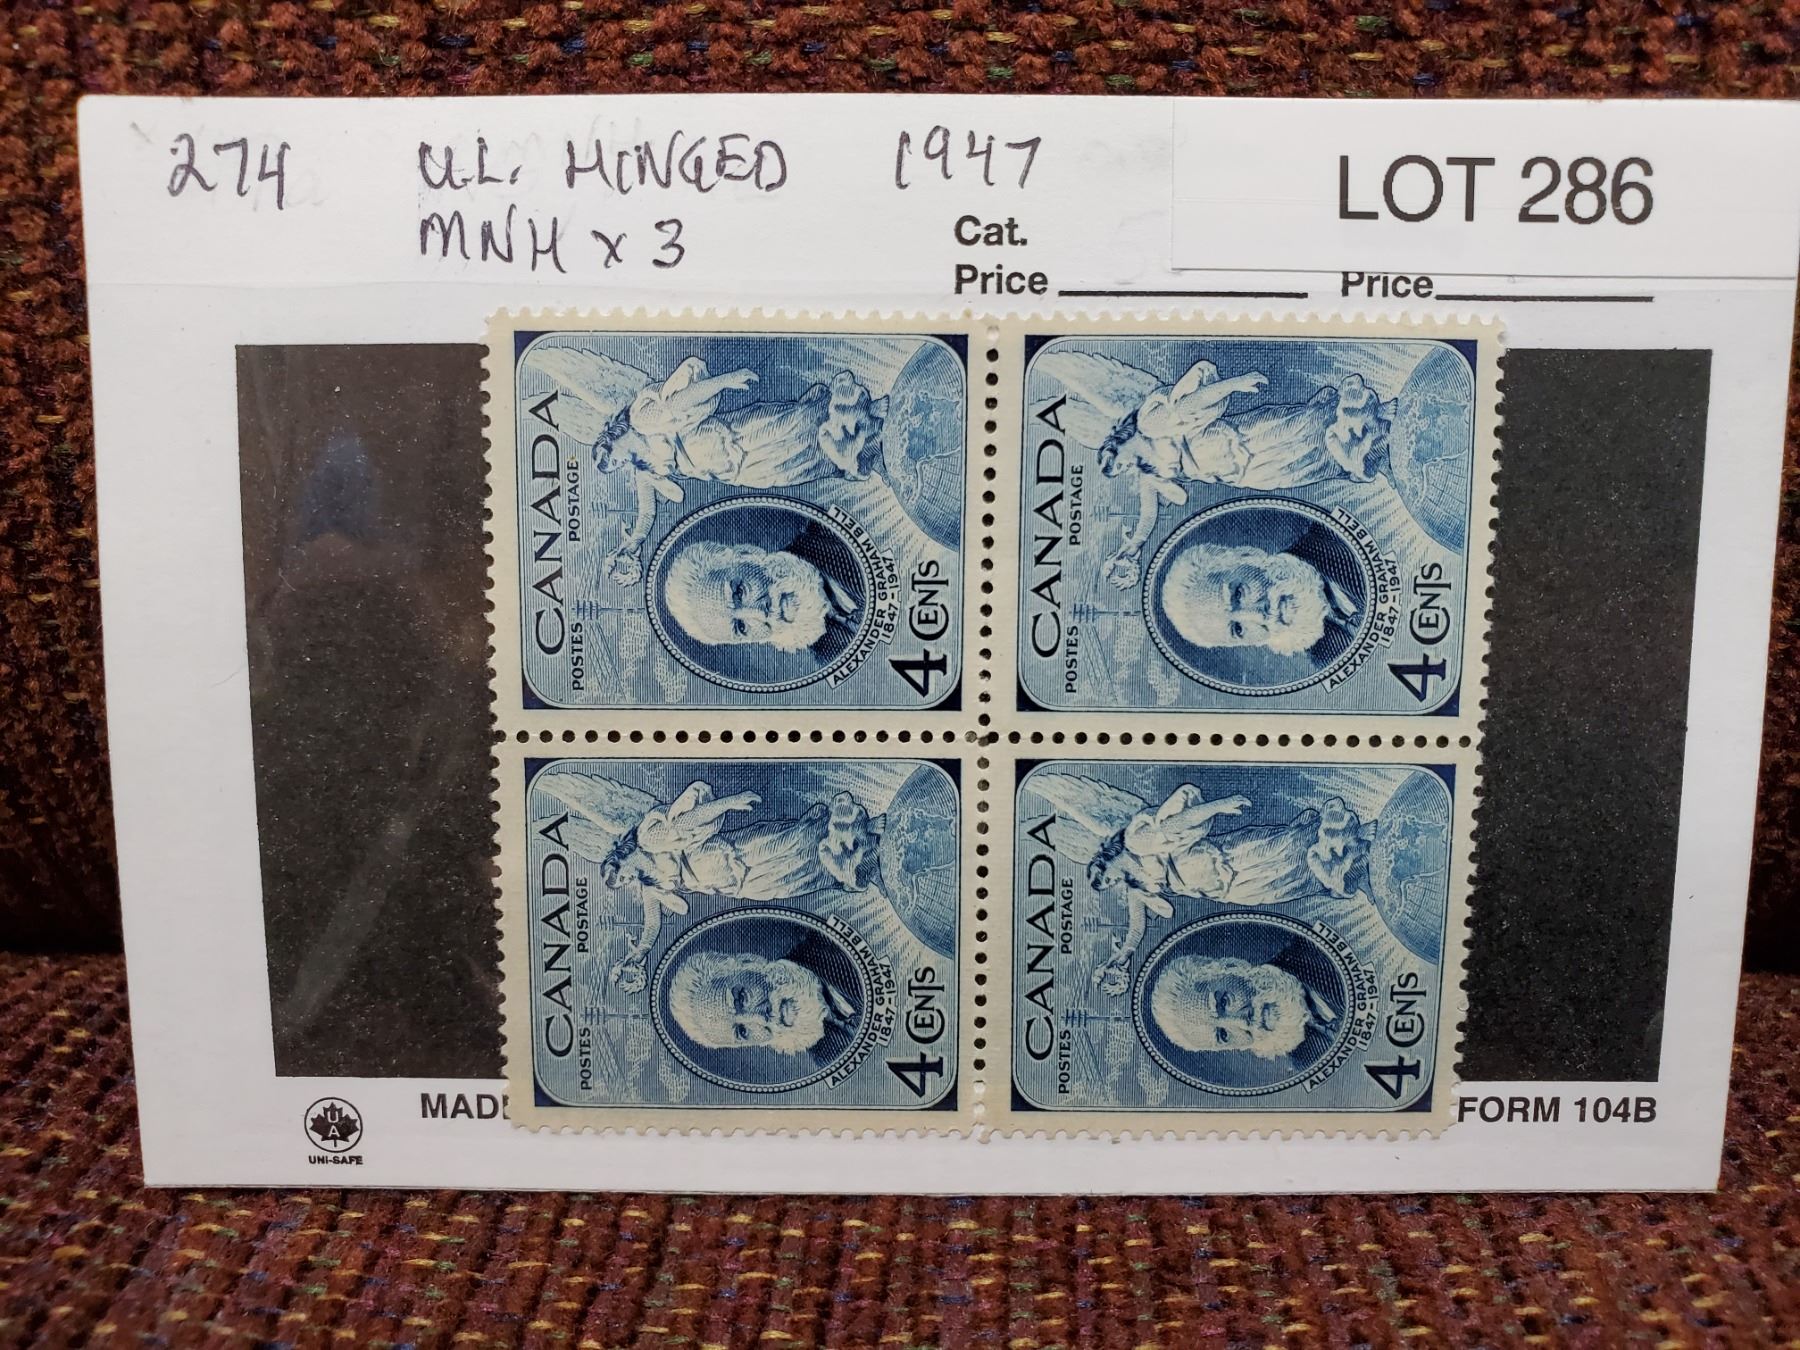 274 U.L. HINGED 1947
MNH x 3
LOT 286
Cat.
Price
Price
CANADA
POSTES POSTAGE
ALEXANDER GRAHAM BELL
1847-1947
4 CENTS
CANADA
POSTES POSTAGE
ALEXANDER GRAHAM BELL
1847-1947
4 CENTS
CANADA
POSTES POSTAGE
ALEXANDER GRAHAM BELL
1847-1947
4 CENTS
CANADA
POSTES POSTAGE
ALEXANDER GRAHAM BELL
1847-1947
4 CENTS
U
A
UNI-SAFE
MAD
FORM 104B